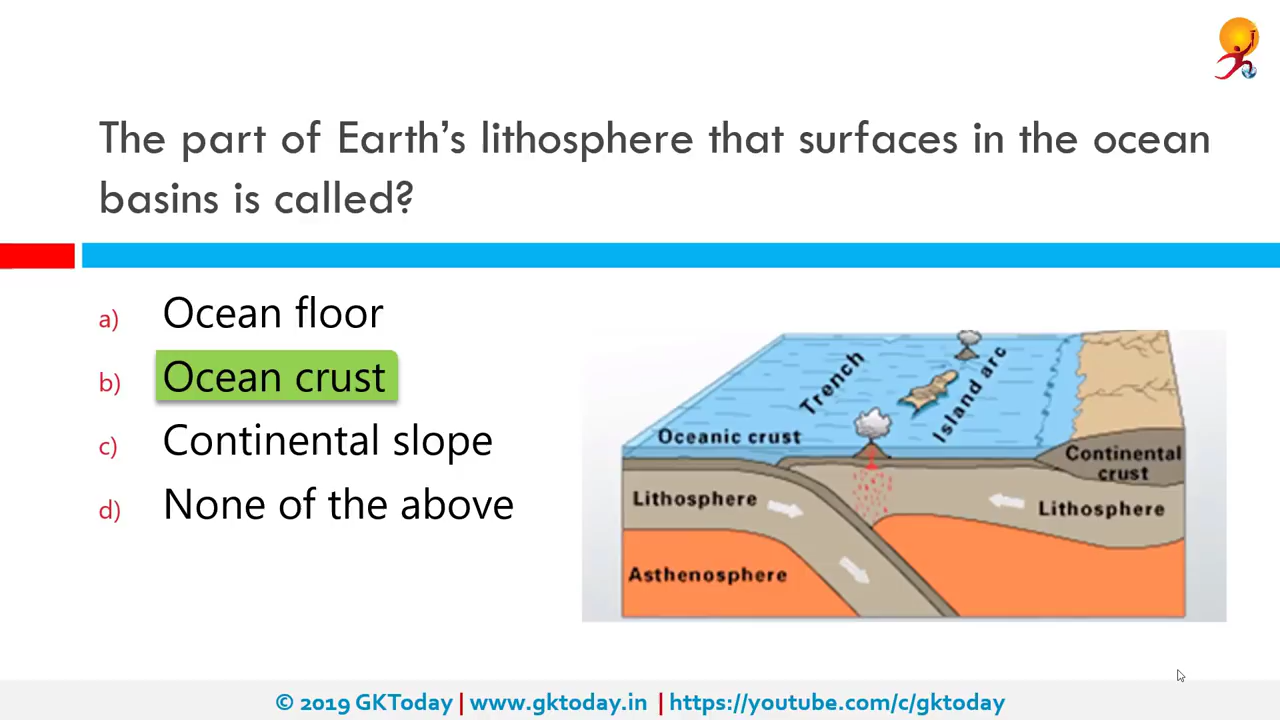 The part of Earth's lithosphere that surfaces in the ocean
basins is called?
a) Ocean floor
b) Ocean crust
c) Continental slope
d) None of the above
Trench
Island arc
Oceanic crust
Continental
crust
Lithosphere
Lithosphere
Asthenosphere
© 2019 GKToday | www.gktoday.in | https://youtube.com/c/gktoday